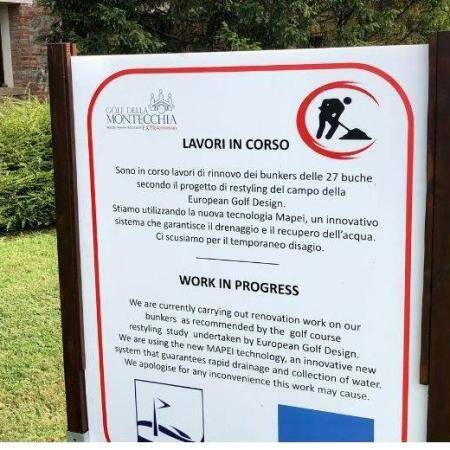 GOLF DELLA
MONTECCHIA
LAVORI IN CORSO
Sono in corso lavori di rinnovo dei bunkers delle 27 buche
secondo il progetto di restyling del campo della
European Golf Design.
Stiamo utilizzando la nuova tecnologia Mapei, un innovativo
sistema che garantisce il drenaggio e il recupero dell'acqua.
Ci scusiamo per il temporaneo disagio.
WORK IN PROGRESS
We are currently carrying out renovation work on our
bunkers as recommended by the golf course
restyling study undertaken by European Golf Design.
We are using the new MAPEI technology, an innovative new
system that guarantees rapid drainage and collection of water.
We apologise for any inconvenience this work may cause.